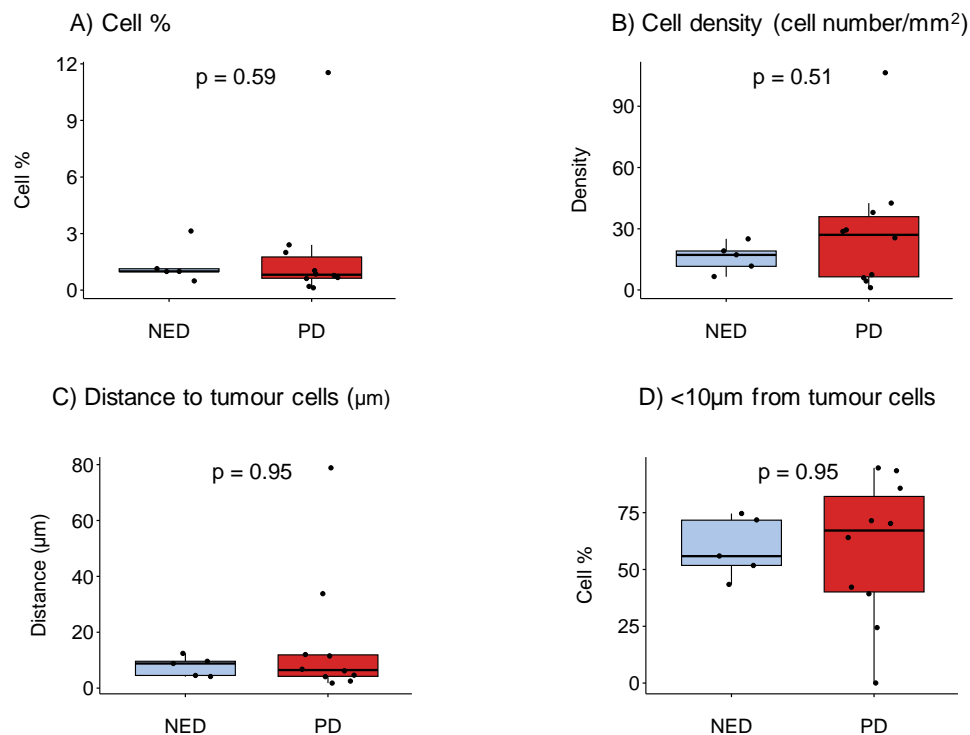 A) Cell %
p = 0.59
Cell %
12
9
6
3
0
NED PD
B) Cell density (cell number/mm²)
p = 0.51
Density
90
60
30
0
NED PD
C) Distance to tumour cells (µm)
p = 0.95
Distance (µm)
80
60
40
20
0
NED PD
D) <10µm from tumour cells
p = 0.95
Cell %
75
50
25
0
NED PD